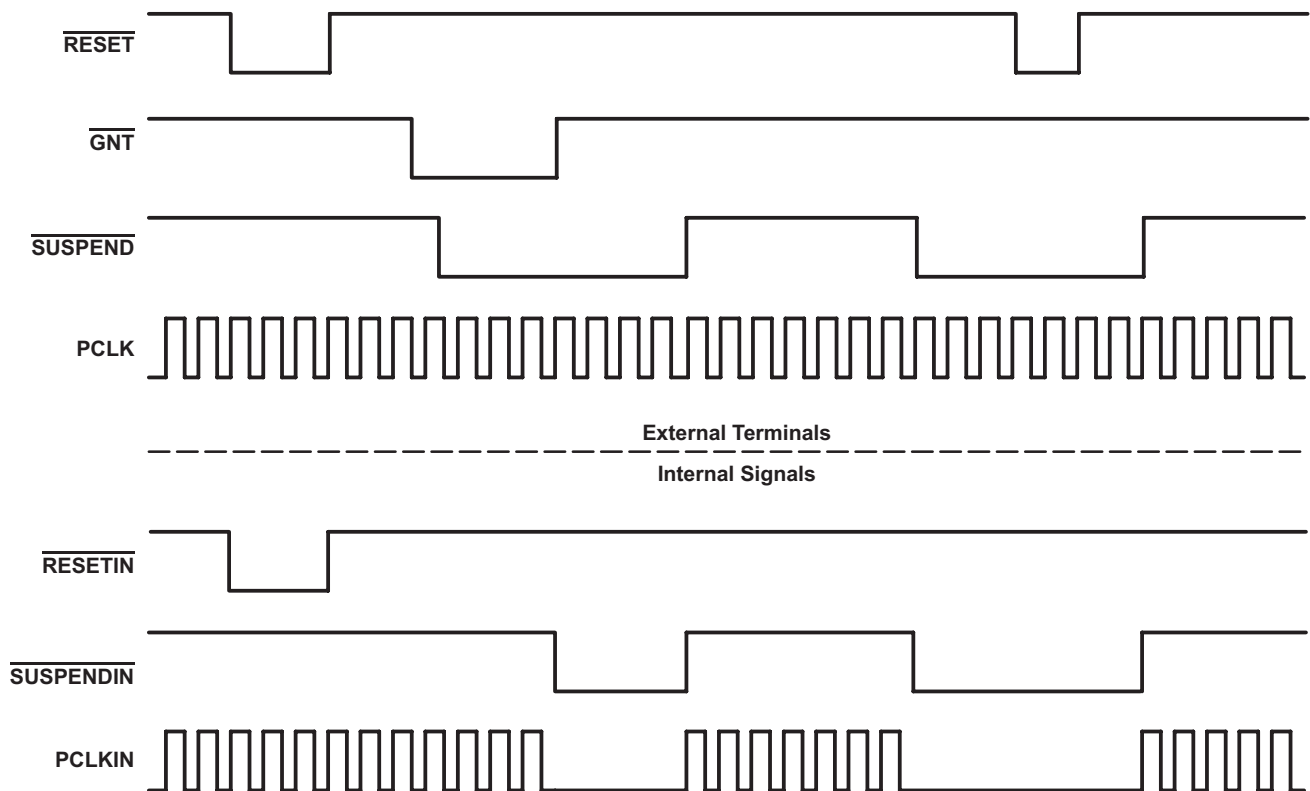 RESET
GNT
SUSPEND
PCLK
External Terminals
Internal Signals
RESETIN
SUSPENDIN
PCLKIN